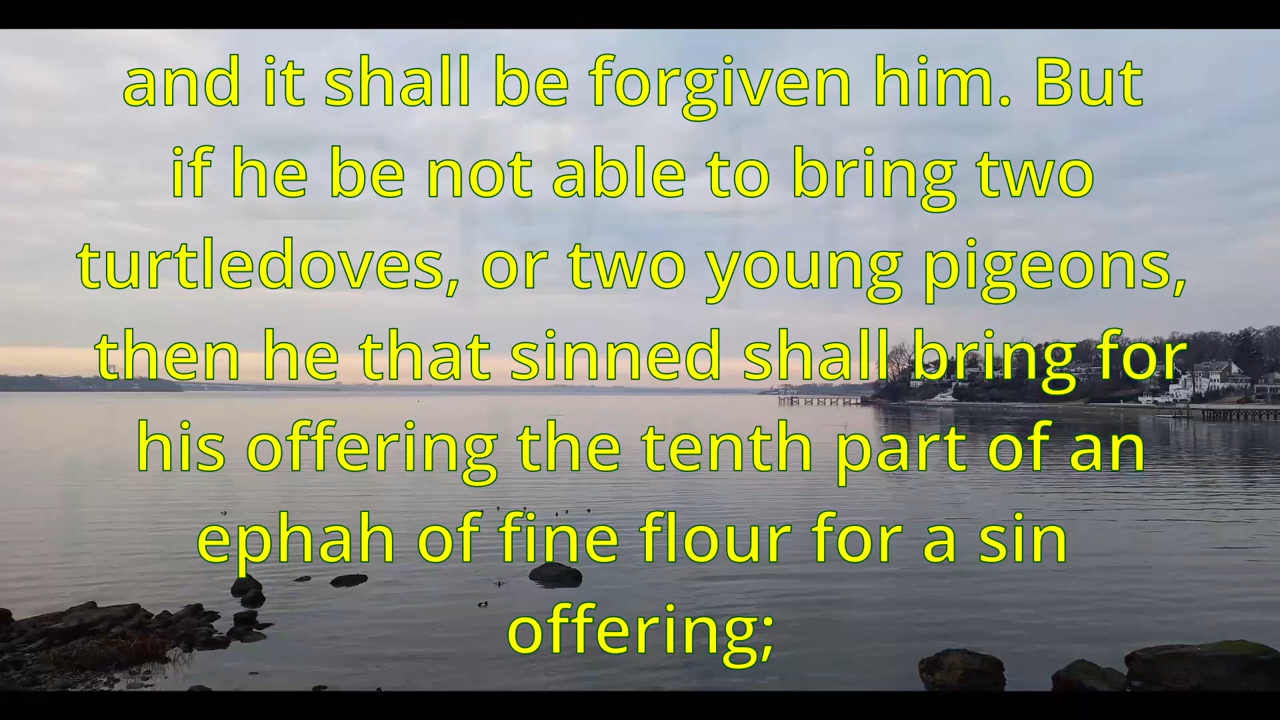 and it shall be forgiven him. But
if he be not able to bring two
turtledoves, or two young pigeons,
then he that sinned shall bring for
his offering the tenth part of an
ephah of fine flour for a sin
offering;